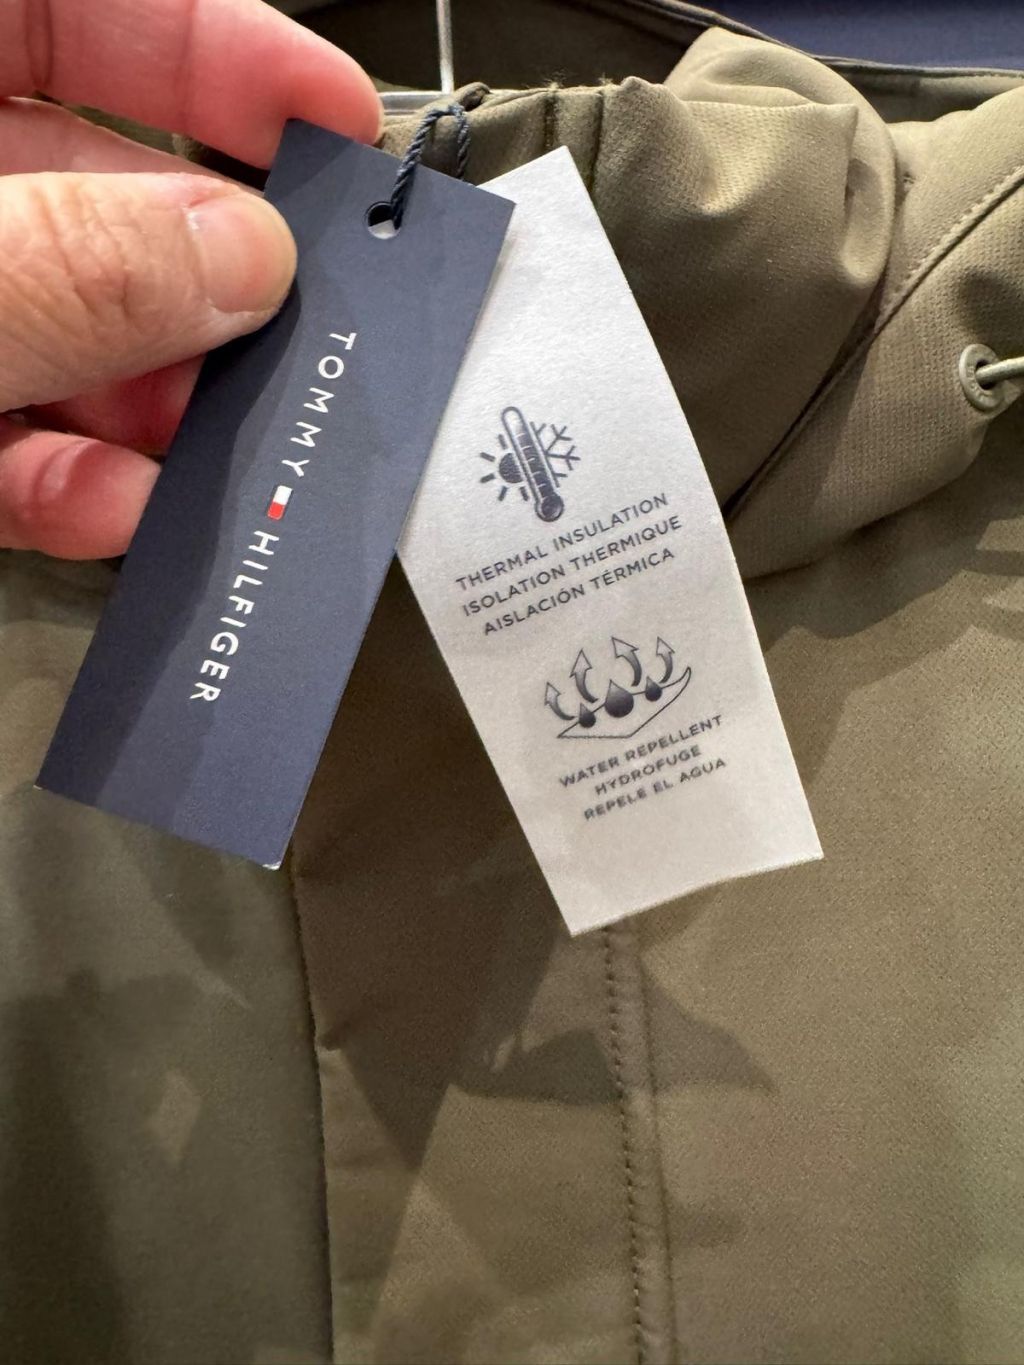 TOMMY HILFIGER
THERMAL INSULATION
ISOLATION THERMIQUE
AISLACIÓN TÉRMICA
WATER REPELLENT
HYDROFUGE
REPELE EL AGUA